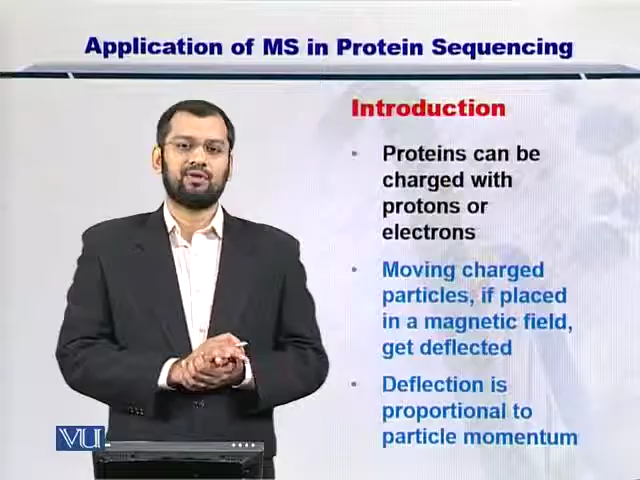 Application of MS in Protein Sequencing
Introduction
• Proteins can be
charged with
protons or
electrons
• Moving charged
particles, if placed
in a magnetic field,
get deflected
• Deflection is
proportional to
particle momentum
VU